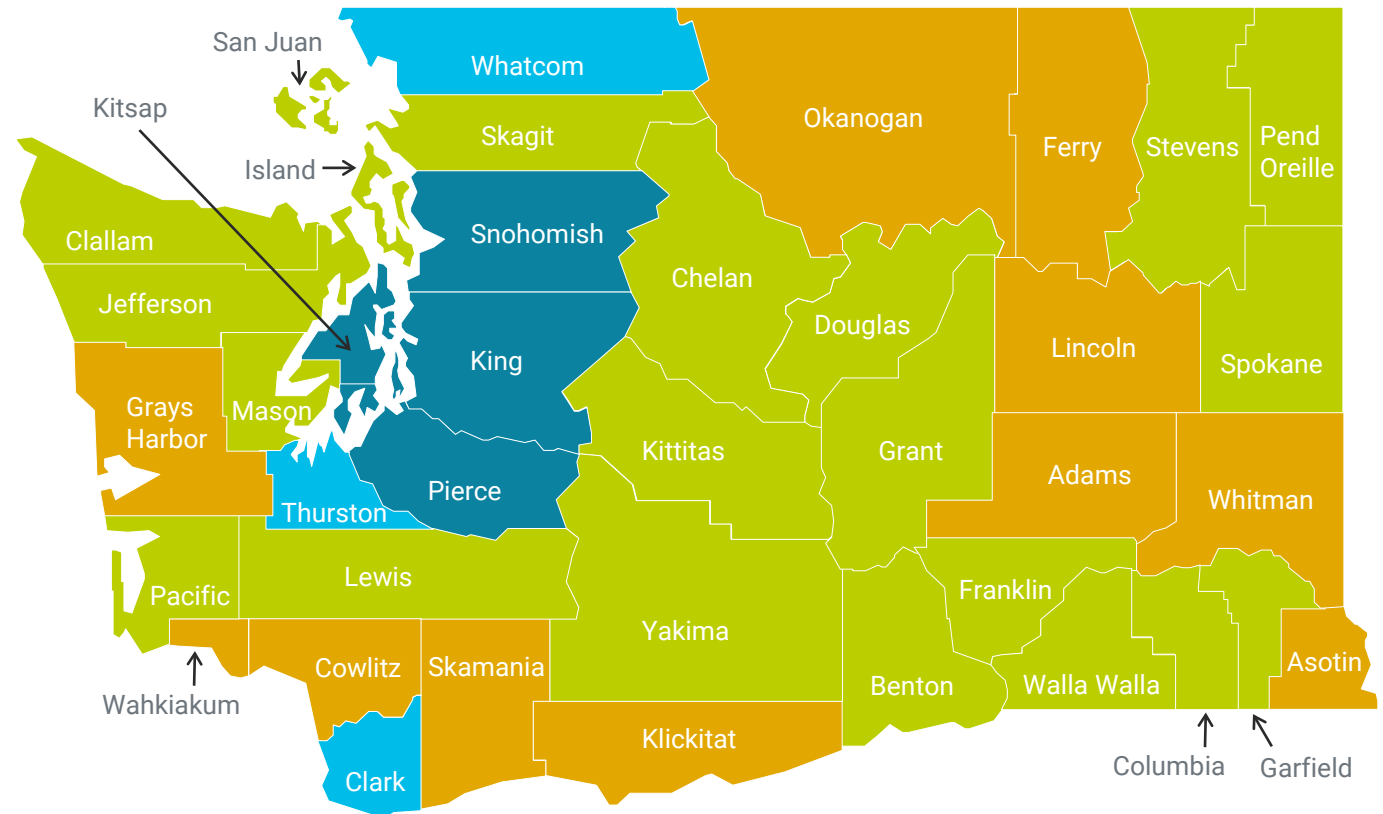 San Juan
Whatcom
Kitsap
Okanogan
Skagit
Ferry
Stevens
Pend
Oreille
Island
Snohomish
Clallam
Chelan
Jefferson
Douglas
Lincoln
King
Spokane
Grays
Harbor
Mason
Kittitas
Grant
Adams
Pierce
Whitman
Thurston
Lewis
Pacific
Franklin
Yakima
Cowlitz
Skamania
Asotin
Benton
Walla Walla
Wahkiakum
Klickitat
Clark
Columbia
Garfield